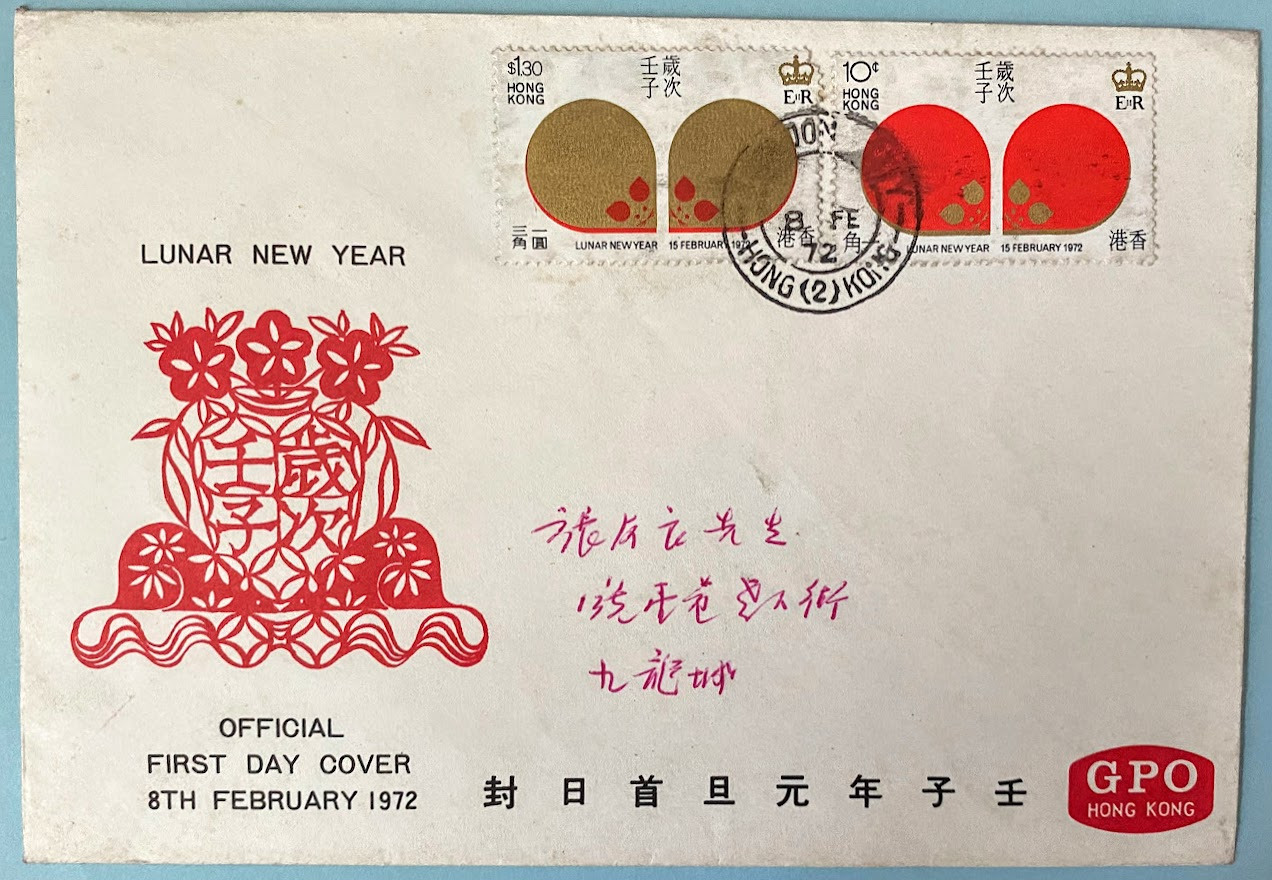 $1.30
HONG
KONG
歲次
壬子
E II R
一圓
三角
LUNAR NEW YEAR 15 FEBRUARY 1972
香港
10¢
HONG
KONG
歲次
壬子
E II R
一角
LUNAR NEW YEAR 15 FEBRUARY 1972
香港
8 FE
72
HONG (2) KONG
LUNAR NEW YEAR
歲次
壬子
先生
九龍城
OFFICIAL
FIRST DAY COVER
8TH FEBRUARY 1972
壬子年元旦首日封
GPO
HONG KONG